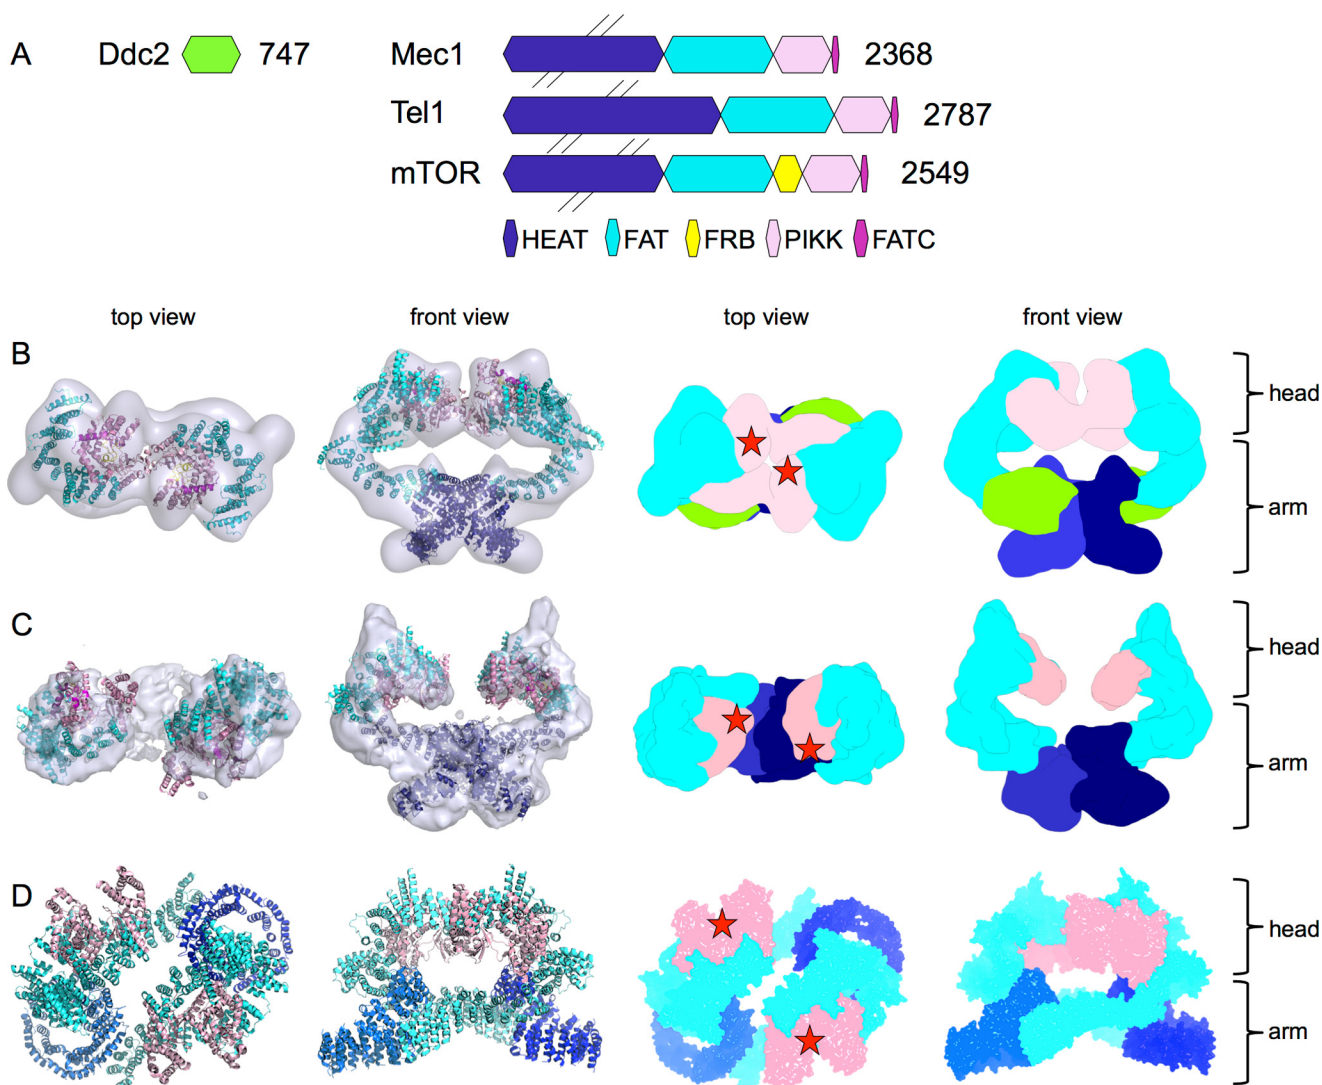 A Ddc2 747 Mec1 2368
Tel1 2787
mTOR 2549
HEAT FAT FRB PIKK FATC
top view front view top view front view
B
head
arm
C
head
arm
D
head
arm